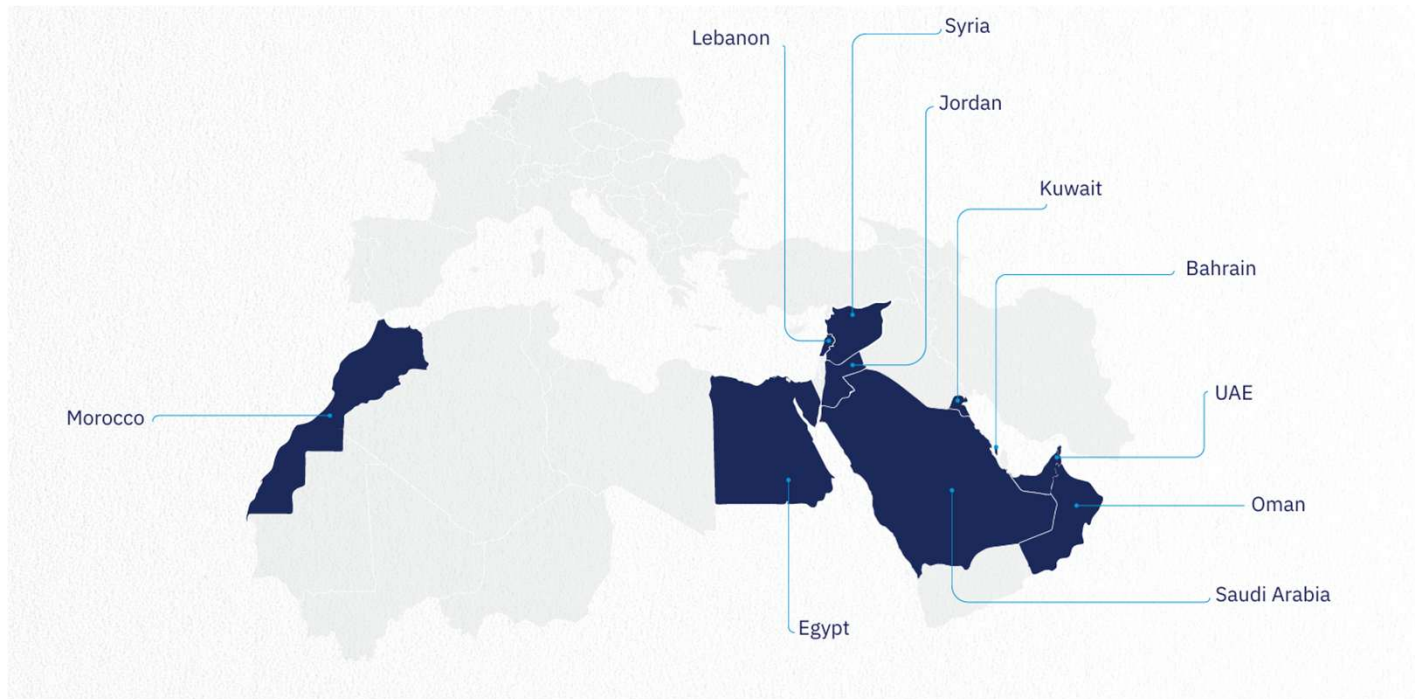 Syria
Lebanon
Jordan
Kuwait
Bahrain
UAE
Morocco
Oman
Saudi Arabia
Egypt